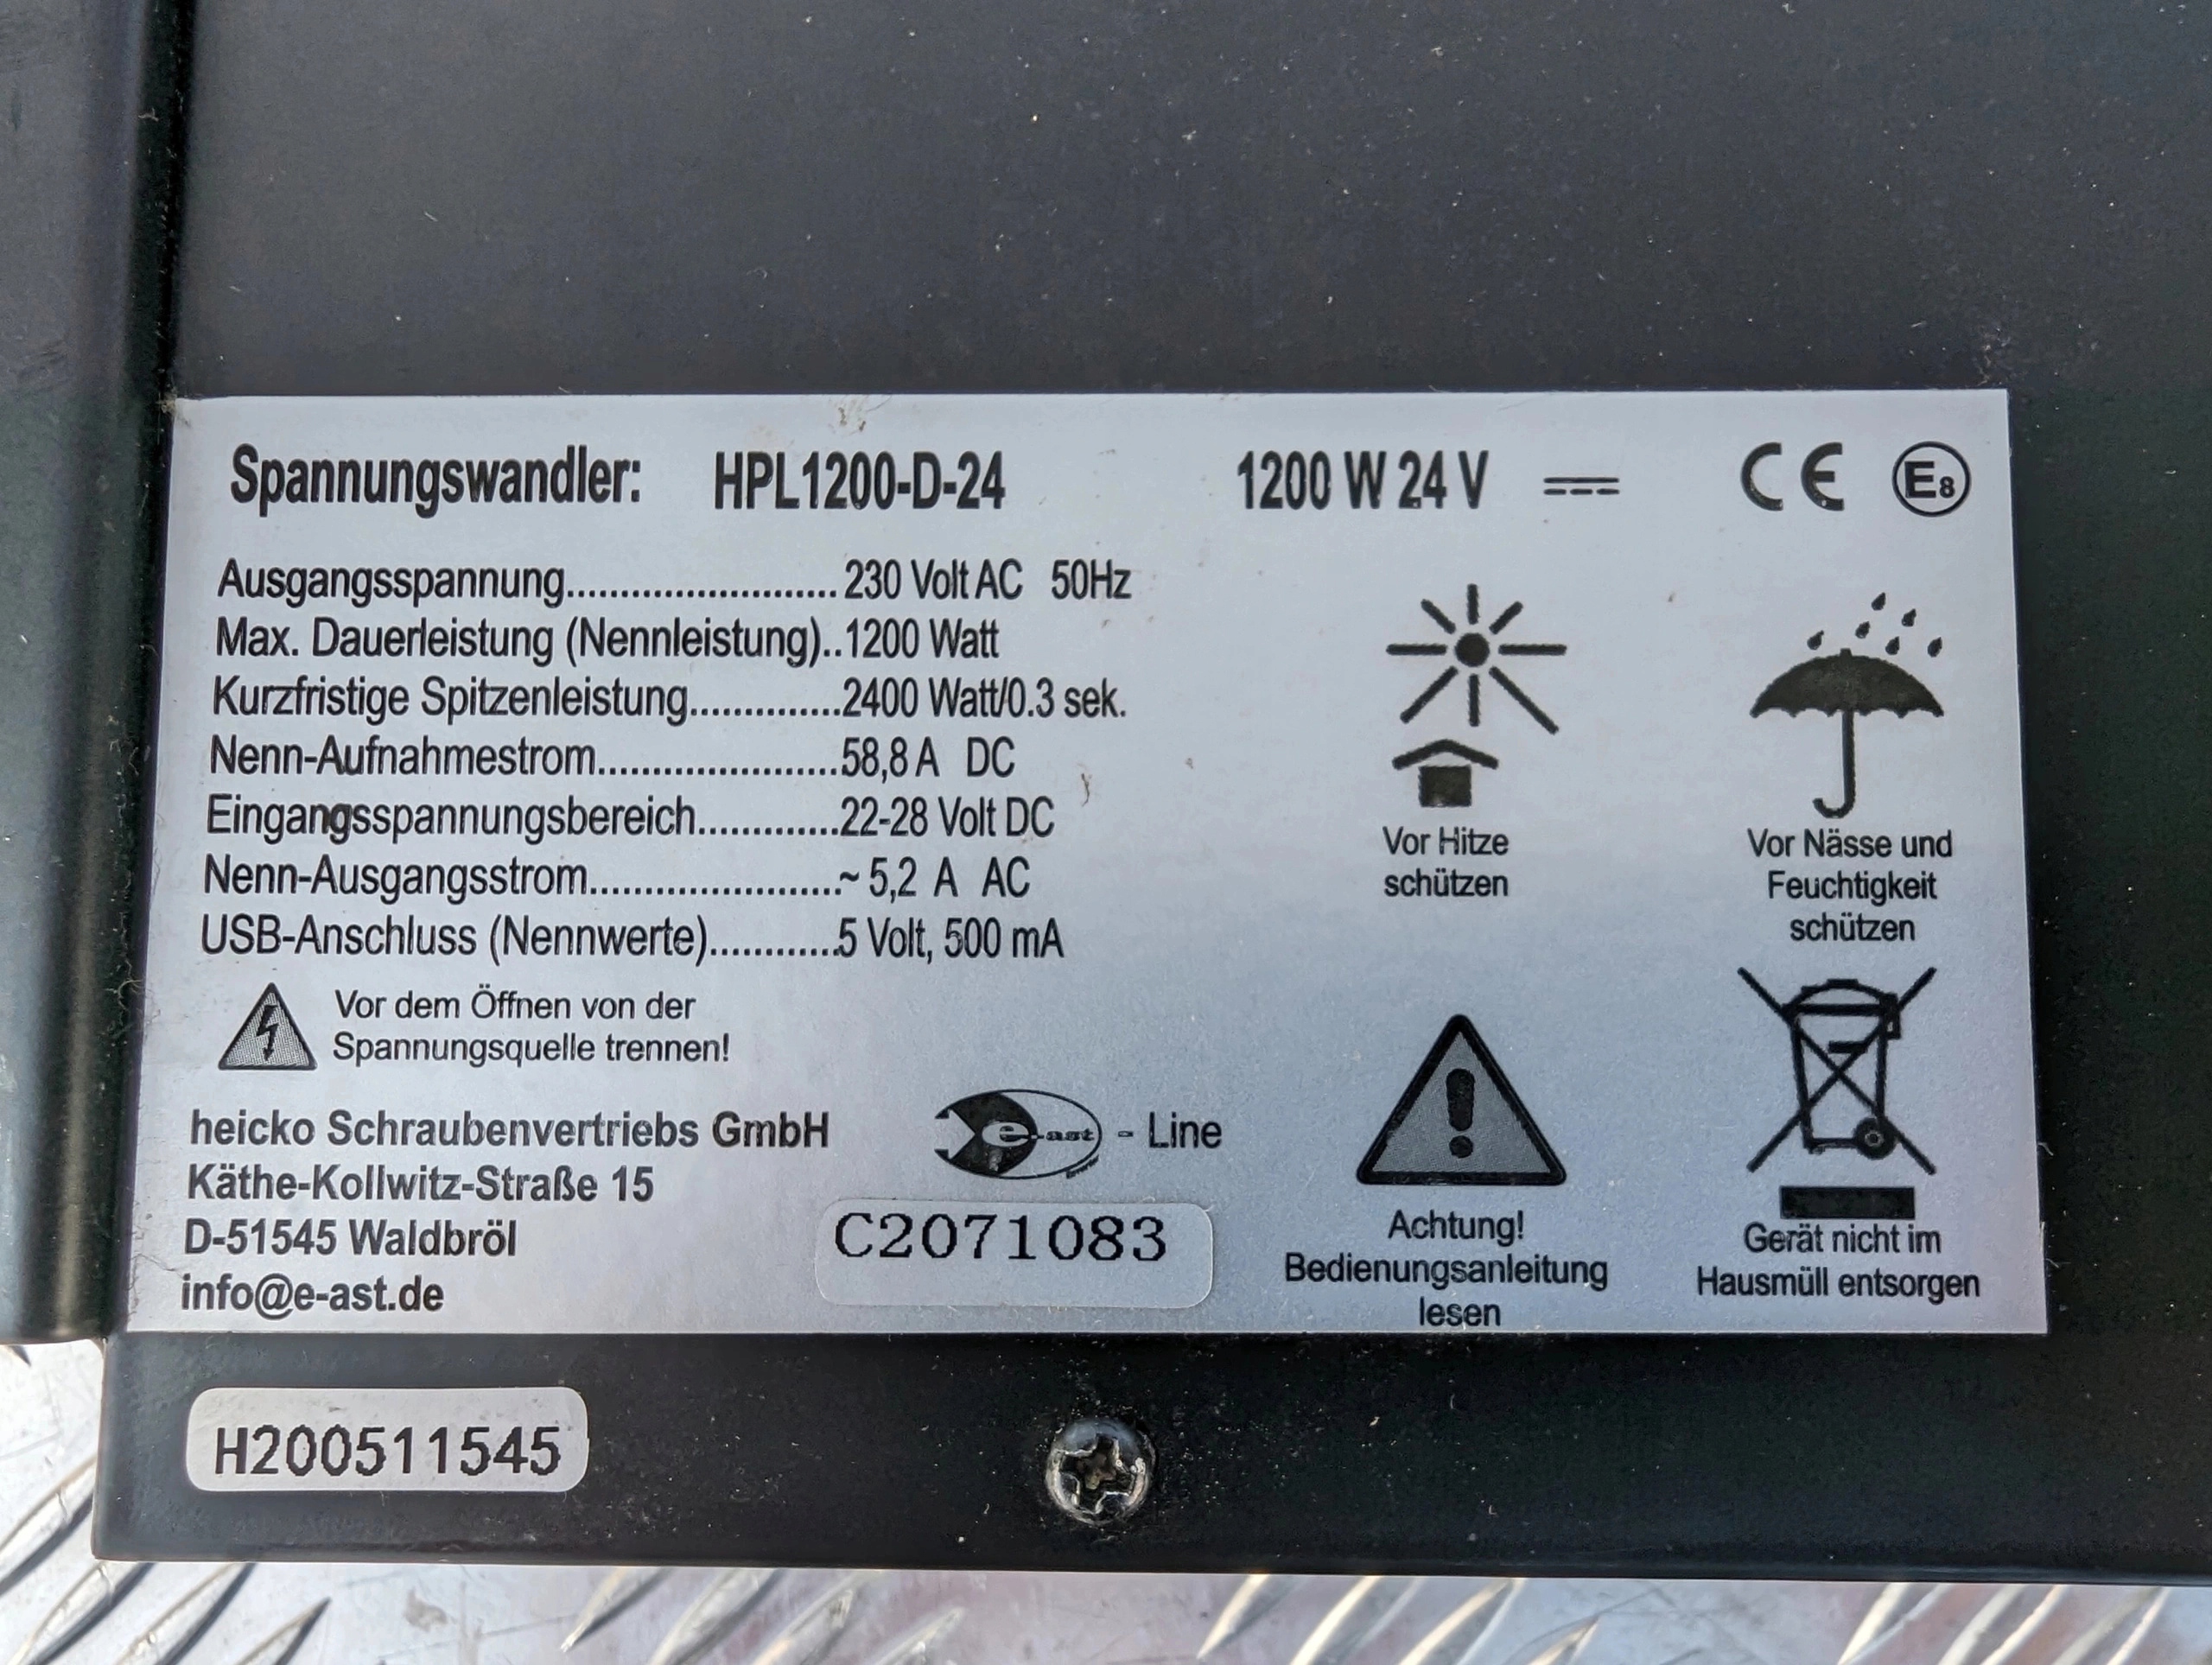 Spannungswandler: HPL1200-D-24 1200 W 24 V CE E8
Ausgangsspannung.........................230 Volt AC 50Hz
Max. Dauerleistung (Nennleistung)..1200 Watt
Kurzfristige Spitzenleistung..............2400 Watt/0.3 sek.
Nenn-Aufnahmestrom......................58,8 A DC
Eingangsspannungsbereich.............22-28 Volt DC
Nenn-Ausgangsstrom.......................~ 5,2 A AC
USB-Anschluss (Nennwerte)............5 Volt, 500 mA
Vor dem Öffnen von der
Spannungsquelle trennen!
heicko Schraubenvertriebs GmbH
Käthe-Kollwitz-Straße 15
D-51545 Waldbröl
info@e-ast.de
e-ast - Line
C2071083
Vor Hitze
schützen
Vor Nässe und
Feuchtigkeit
schützen
Achtung!
Bedienungsanleitung
lesen
Gerät nicht im
Hausmüll entsorgen
H200511545